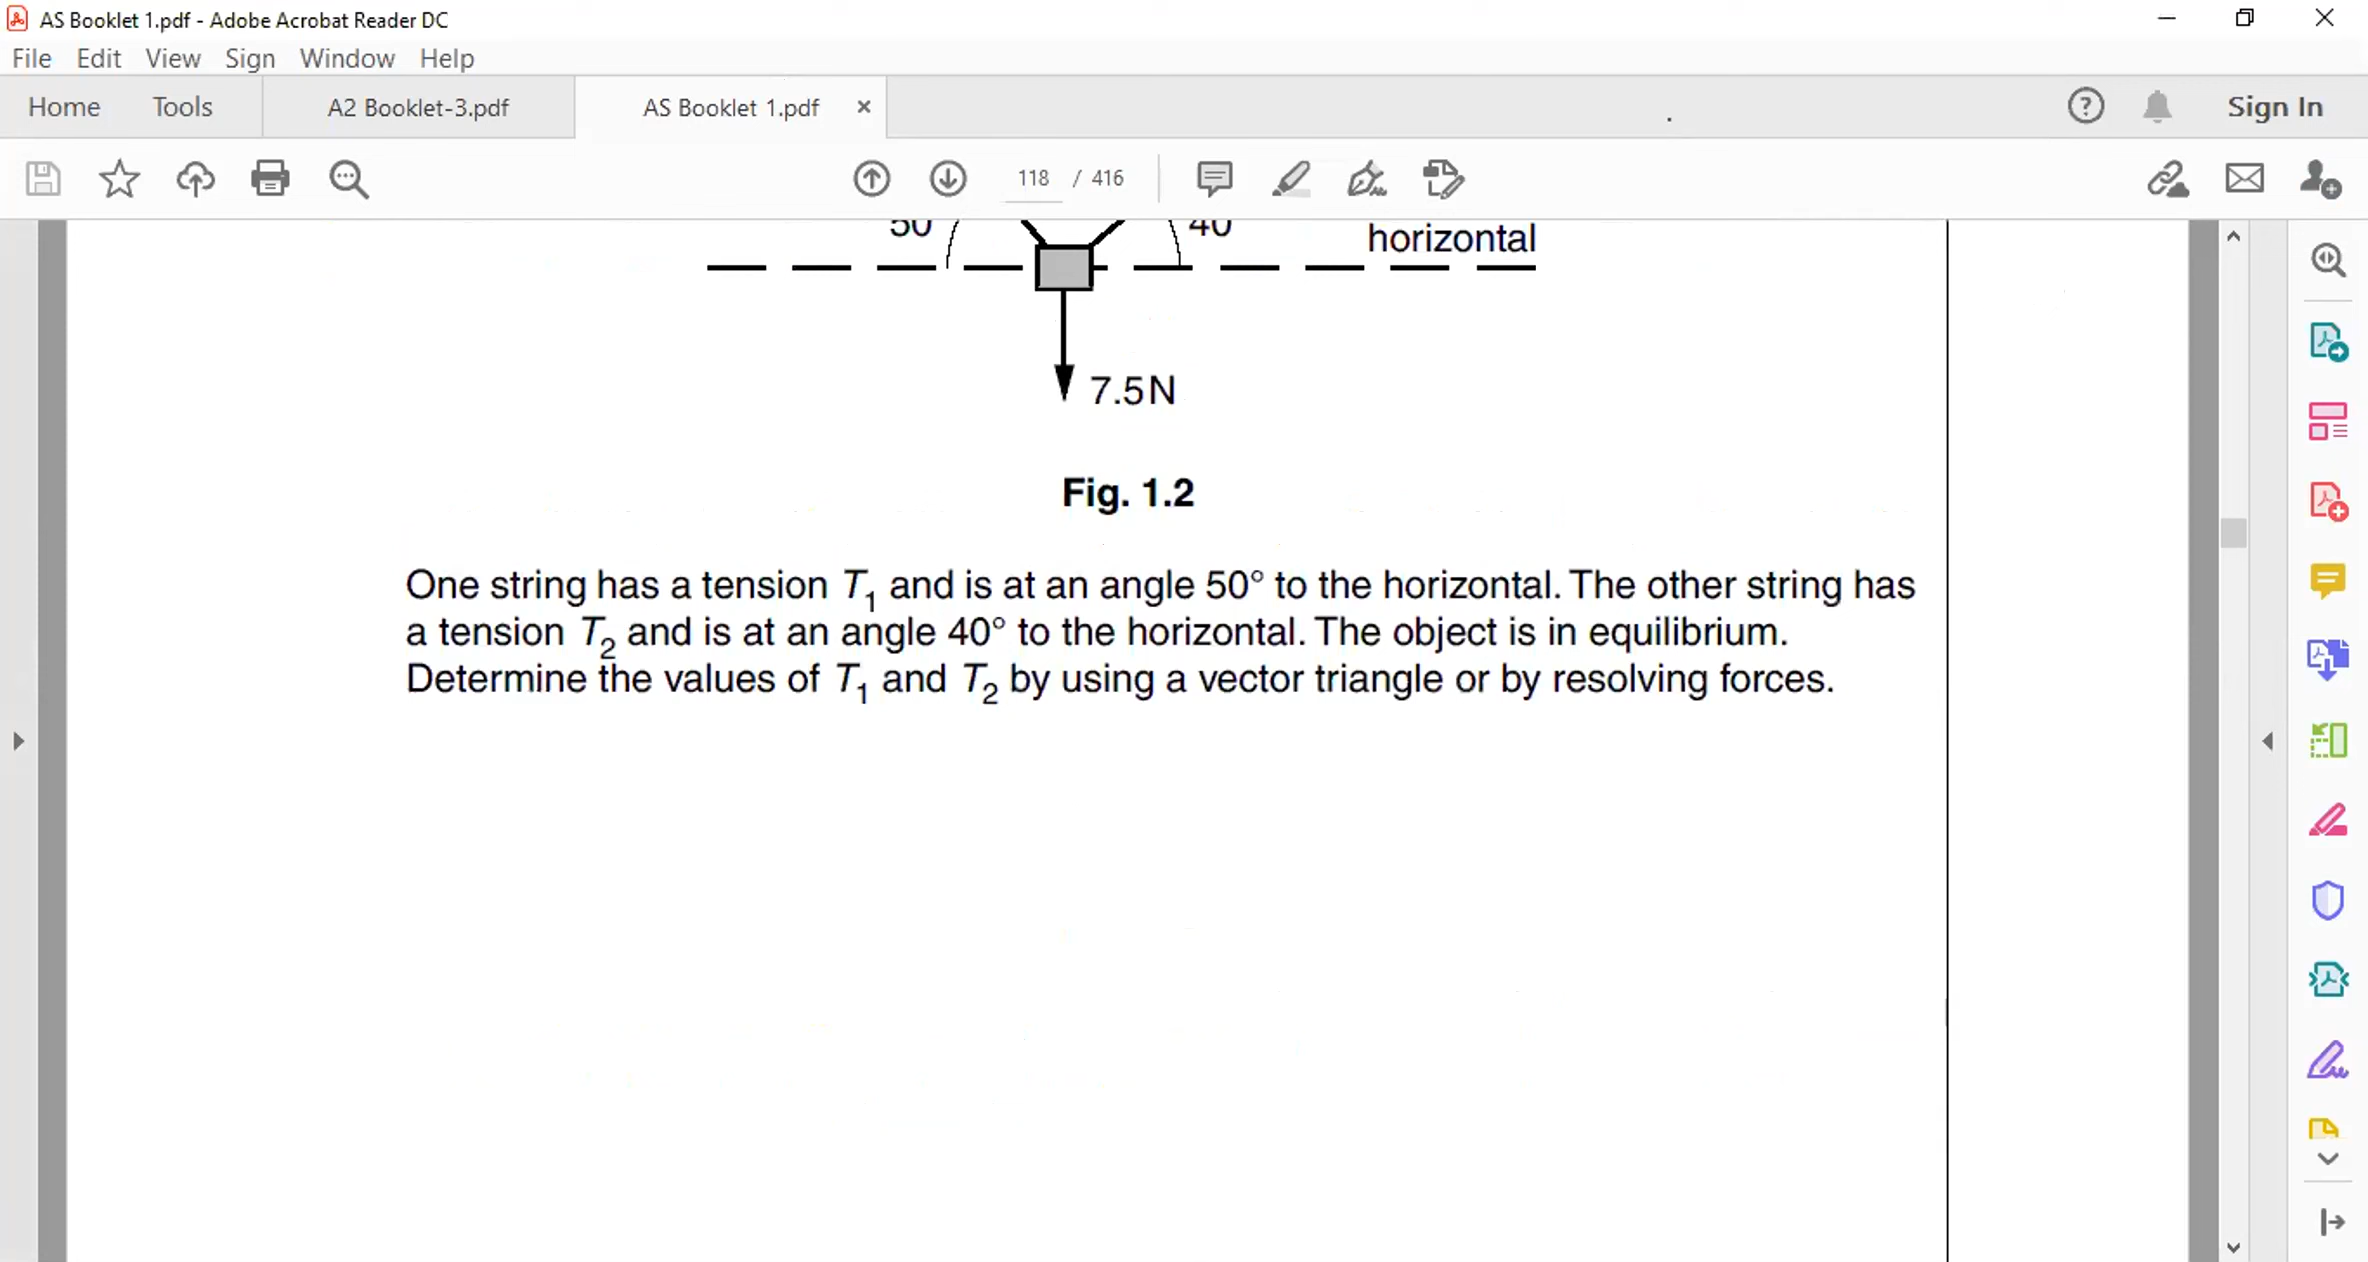 AS Booklet 1.pdf - Adobe Acrobat Reader DC
File Edit View Sign Window Help
Home Tools A2 Booklet-3.pdf AS Booklet 1.pdf × Sign In
118 / 416
50 40 horizontal
7.5N
Fig. 1.2
One string has a tension T1 and is at an angle 50° to the horizontal. The other string has
a tension T2 and is at an angle 40° to the horizontal. The object is in equilibrium.
Determine the values of T1 and T2 by using a vector triangle or by resolving forces.